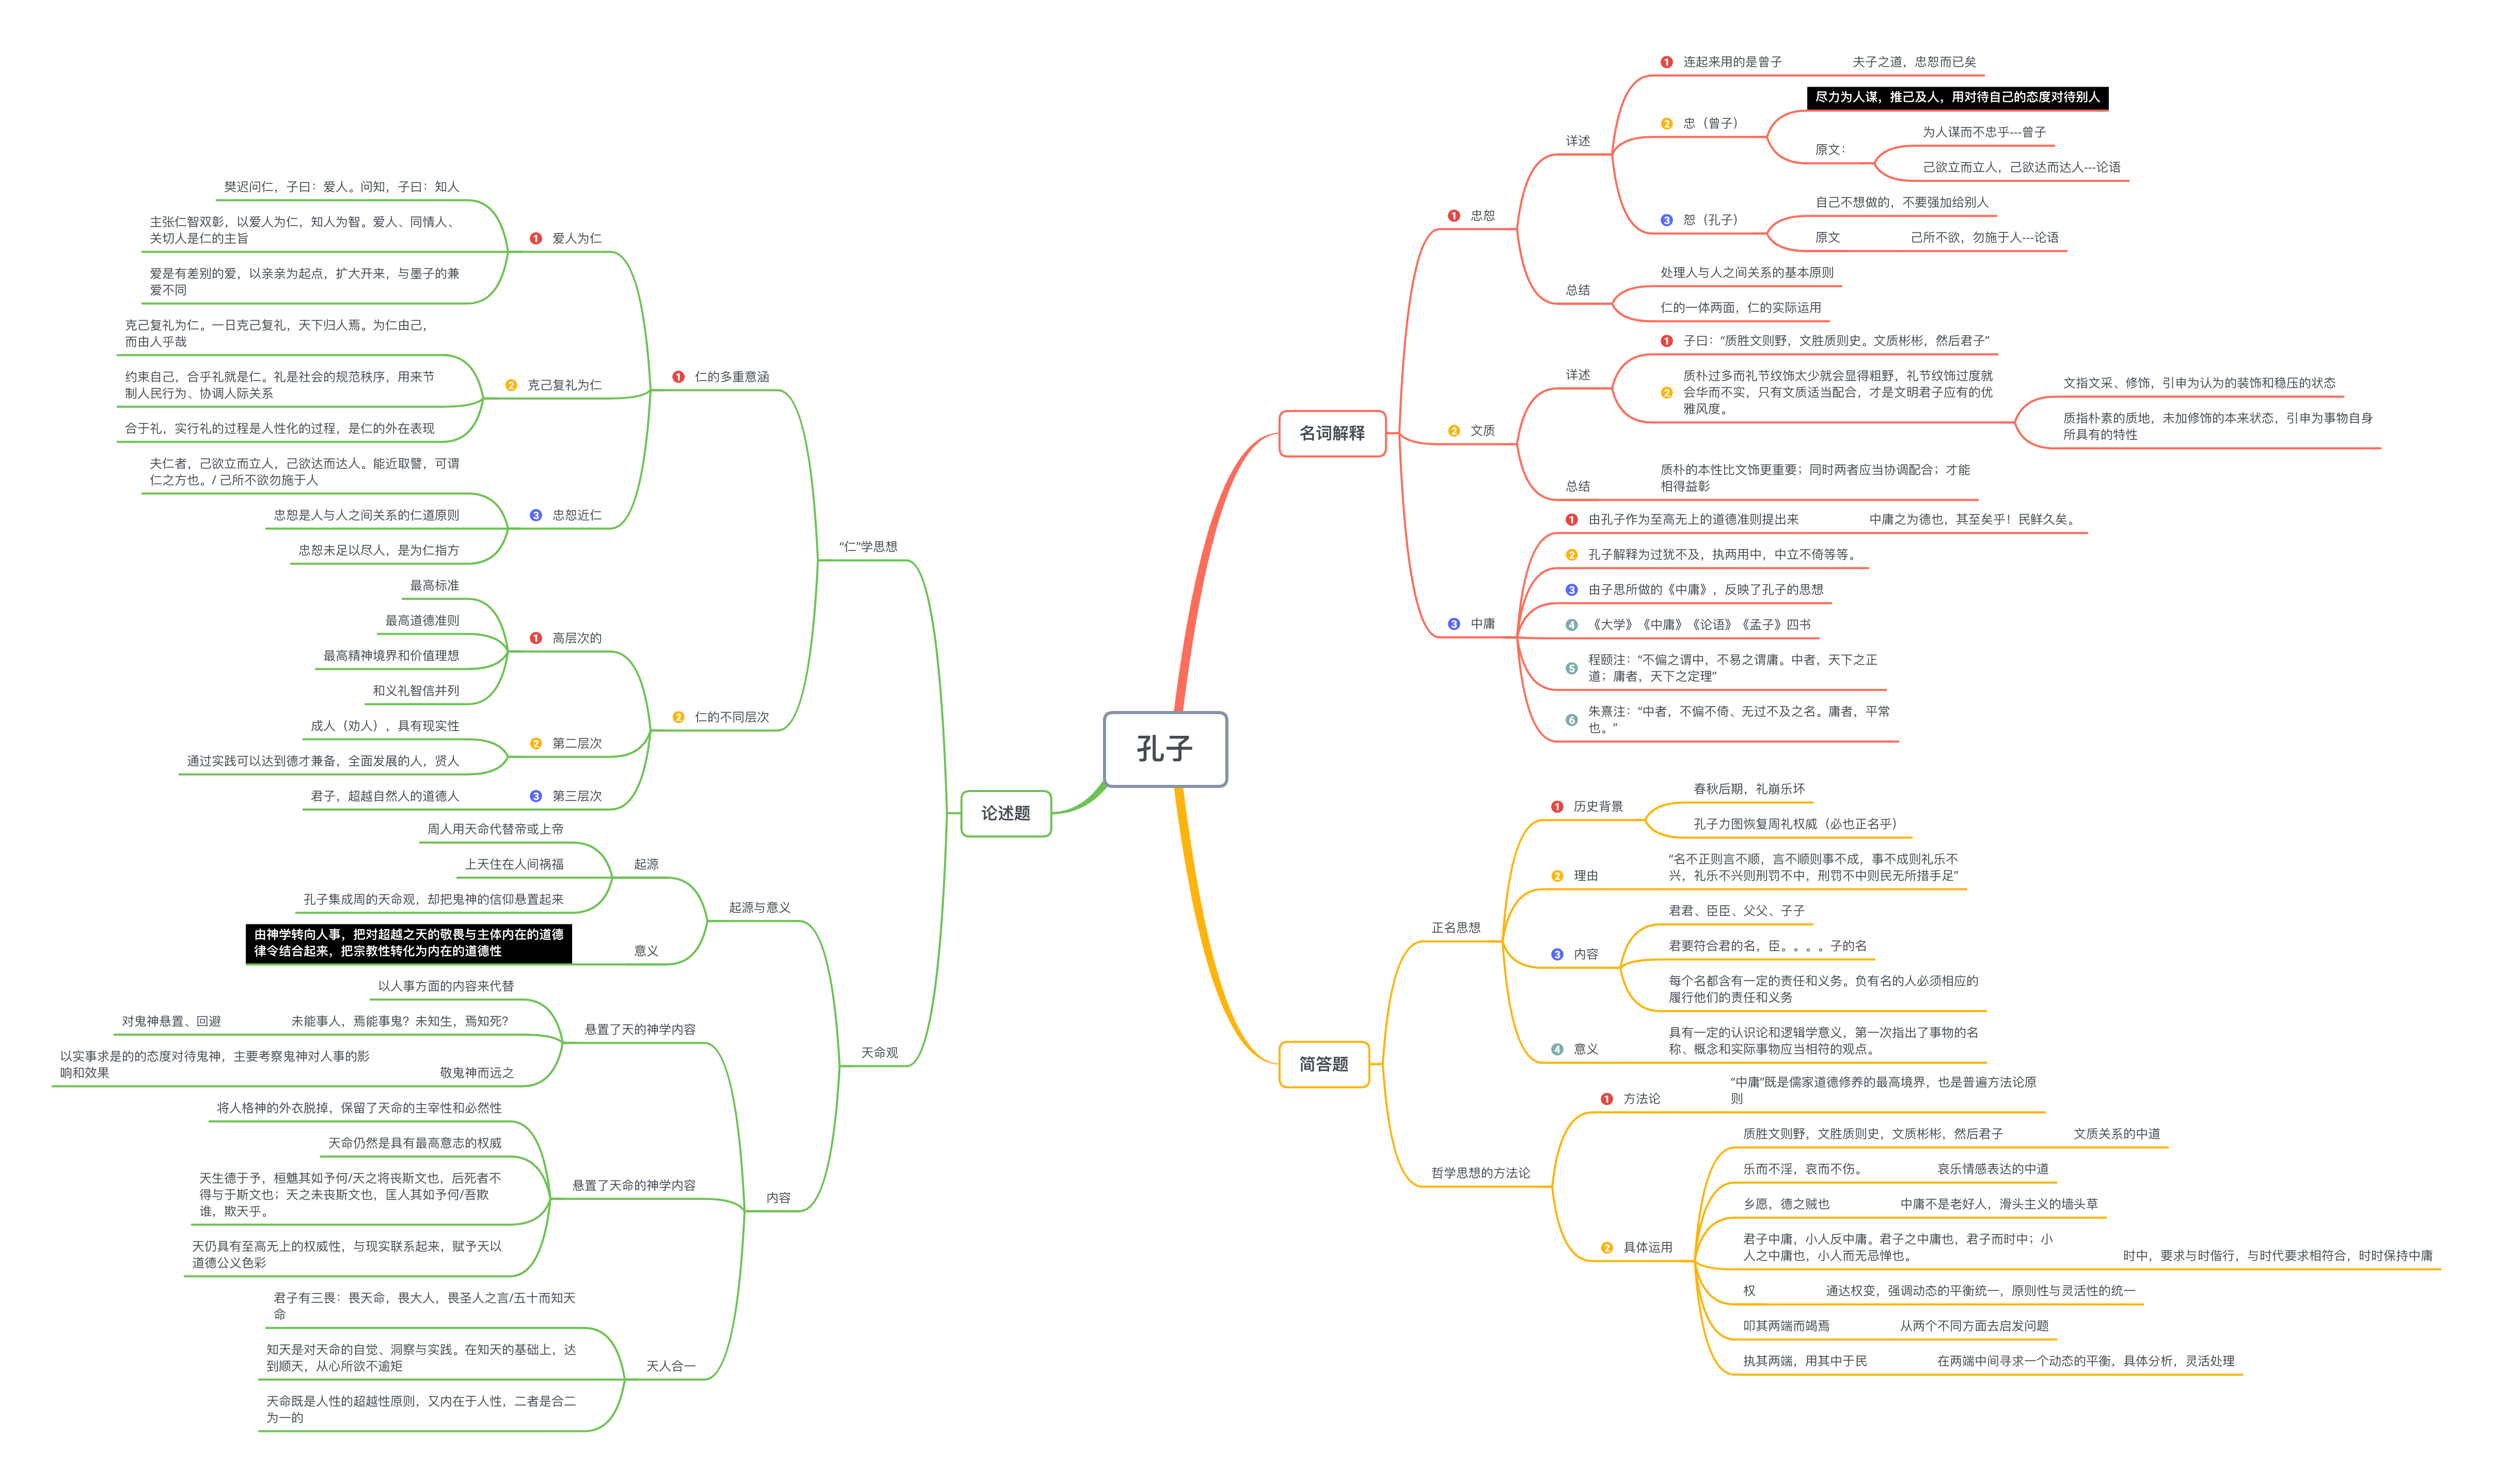 孔子
名词解释
1 忠恕
详述
1 连起来用的是曾子
夫子之道，忠恕而已矣
2 忠（曾子）
尽力为人谋，推己及人，用对待自己的态度对待别人
原文：
为人谋而不忠乎---曾子
己欲立而立人，己欲达而达人---论语
3 恕（孔子）
自己不想做的，不要强加给别人
原文
己所不欲，勿施于人---论语
总结
处理人与人之间关系的基本原则
仁的一体两面，仁的实际运用
2 文质
详述
1 子曰：“质胜文则野，文胜质则史。文质彬彬，然后君子”
2 质朴过多而礼节纹饰太少就会显得粗野，礼节纹饰过度就
会华而不实，只有文质适当配合，才是文明君子应有的优
雅风度。
文指文采、修饰，引申为认为的装饰和稳压的状态
质指朴素的质地，未加修饰的本来状态，引申为事物自身
所具有的特性
总结
质朴的本性比文饰更重要；同时两者应当协调配合；才能
相得益彰
3 中庸
1 由孔子作为至高无上的道德准则提出来
中庸之为德也，其至矣乎！民鲜久矣。
2 孔子解释为过犹不及，执两用中，中立不倚等等。
3 由子思所做的《中庸》，反映了孔子的思想
4 《大学》《中庸》《论语》《孟子》四书
5 程颐注：“不偏之谓中，不易之谓庸。中者，天下之正
道；庸者，天下之定理”
6 朱熹注：“中者，不偏不倚、无过不及之名。庸者，平常
也。”
简答题
正名思想
1 历史背景
春秋后期，礼崩乐坏
孔子力图恢复周礼权威（必也正名乎）
2 理由
“名不正则言不顺，言不顺则事不成，事不成则礼乐不
兴，礼乐不兴则刑罚不中，刑罚不中则民无所措手足”
3 内容
君君、臣臣、父父、子子
君要符合君的名，臣。。。。子的名
每个名都含有一定的责任和义务。负有名的人必须相应的
履行他们的责任和义务
4 意义
具有一定的认识论和逻辑学意义，第一次指出了事物的名
称、概念和实际事物应当相符的观点。
哲学思想的方法论
1 方法论
“中庸”既是儒家道德修养的最高境界，也是普遍方法论原
则
2 具体运用
质胜文则野，文胜质则史，文质彬彬，然后君子
文质关系的中道
乐而不淫，哀而不伤。
哀乐情感表达的中道
乡愿，德之贼也
中庸不是老好人，滑头主义的墙头草
君子中庸，小人反中庸。君子之中庸也，君子而时中；小
人之中庸也，小人而无忌惮也。
时中，要求与时偕行，与时代要求相符合，时时保持中庸
权
通达权变，强调动态的平衡统一，原则性与灵活性的统一
叩其两端而竭焉
从两个不同方面去启发问题
执其两端，用其中于民
在两端中间寻求一个动态的平衡，具体分析，灵活处理
论述题
“仁”学思想
1 仁的多重意涵
1 爱人为仁
樊迟问仁，子曰：爱人。问知，子曰：知人
主张仁智双彰，以爱人为仁，知人为智。爱人、同情人、
关切人是仁的主旨
爱是有差别的爱，以亲亲为起点，扩大开来，与墨子的兼
爱不同
2 克己复礼为仁
克己复礼为仁。一日克己复礼，天下归人焉。为仁由己，
而由人乎哉
约束自己，合乎礼就是仁。礼是社会的规范秩序，用来节
制人民行为、协调人际关系
合于礼，实行礼的过程是人性化的过程，是仁的外在表现
3 忠恕近仁
夫仁者，己欲立而立人，己欲达而达人。能近取譬，可谓
仁之方也。/ 己所不欲勿施于人
忠恕是人与人之间关系的仁道原则
忠恕未足以尽人，是为仁指方
2 仁的不同层次
1 高层次的
最高标准
最高道德准则
最高精神境界和价值理想
和义礼智信并列
2 第二层次
成人（劝人），具有现实性
通过实践可以达到德才兼备，全面发展的人，贤人
3 第三层次
君子，超越自然人的道德人
天命观
起源与意义
起源
周人用天命代替帝或上帝
上天住在人间祸福
孔子集成周的天命观，却把鬼神的信仰悬置起来
意义
由神学转向人事，把对超越之天的敬畏与主体内在的道德
律令结合起来，把宗教性转化为内在的道德性
内容
悬置了天的神学内容
以人事方面的内容来代替
未能事人，焉能事鬼？未知生，焉知死？
对鬼神悬置、回避
敬鬼神而远之
以实事求是的的态度对待鬼神，主要考察鬼神对人事的影
响和效果
悬置了天命的神学内容
将人格神的外衣脱掉，保留了天命的主宰性和必然性
天命仍然是具有最高意志的权威
天生德于予，桓魋其如予何/天之将丧斯文也，后死者不
得与于斯文也；天之未丧斯文也，匡人其如予何/吾欺
谁，欺天乎。
天仍具有至高无上的权威性，与现实联系起来，赋予天以
道德公义色彩
天人合一
君子有三畏：畏天命，畏大人，畏圣人之言/五十而知天
命
知天是对天命的自觉、洞察与实践。在知天的基础上，达
到顺天，从心所欲不逾矩
天命既是人性的超越性原则，又内在于人性，二者是合二
为一的